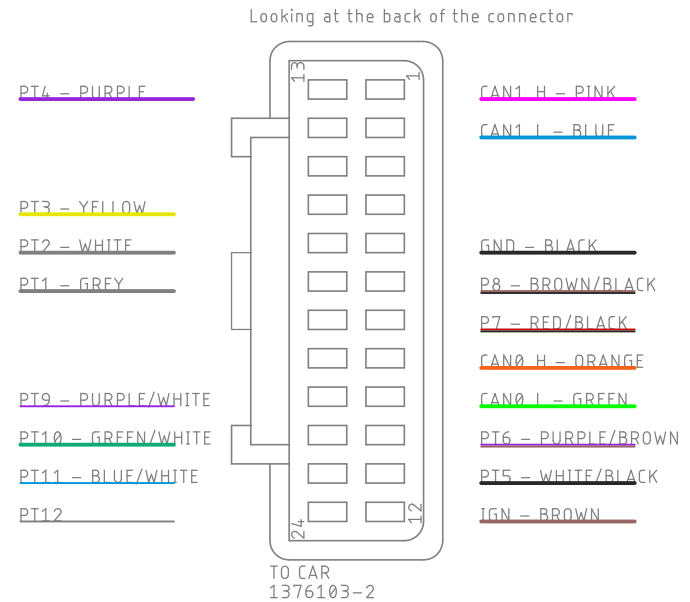 Looking at the back of the connector
13 1
PT4 - PURPLE
CAN1 H - PINK
CAN1 L - BLUE
PT3 - YELLOW
PT2 - WHITE
GND - BLACK
PT1 - GREY
P8 - BROWN/BLACK
P7 - RED/BLACK
CAN0 H - ORANGE
PT9 - PURPLE/WHITE
CAN0 L - GREEN
PT10 - GREEN/WHITE
PT6 - PURPLE/BROWN
PT11 - BLUE/WHITE
PT5 - WHITE/BLACK
PT12
IGN - BROWN
24 12
TO CAR
1376103-2